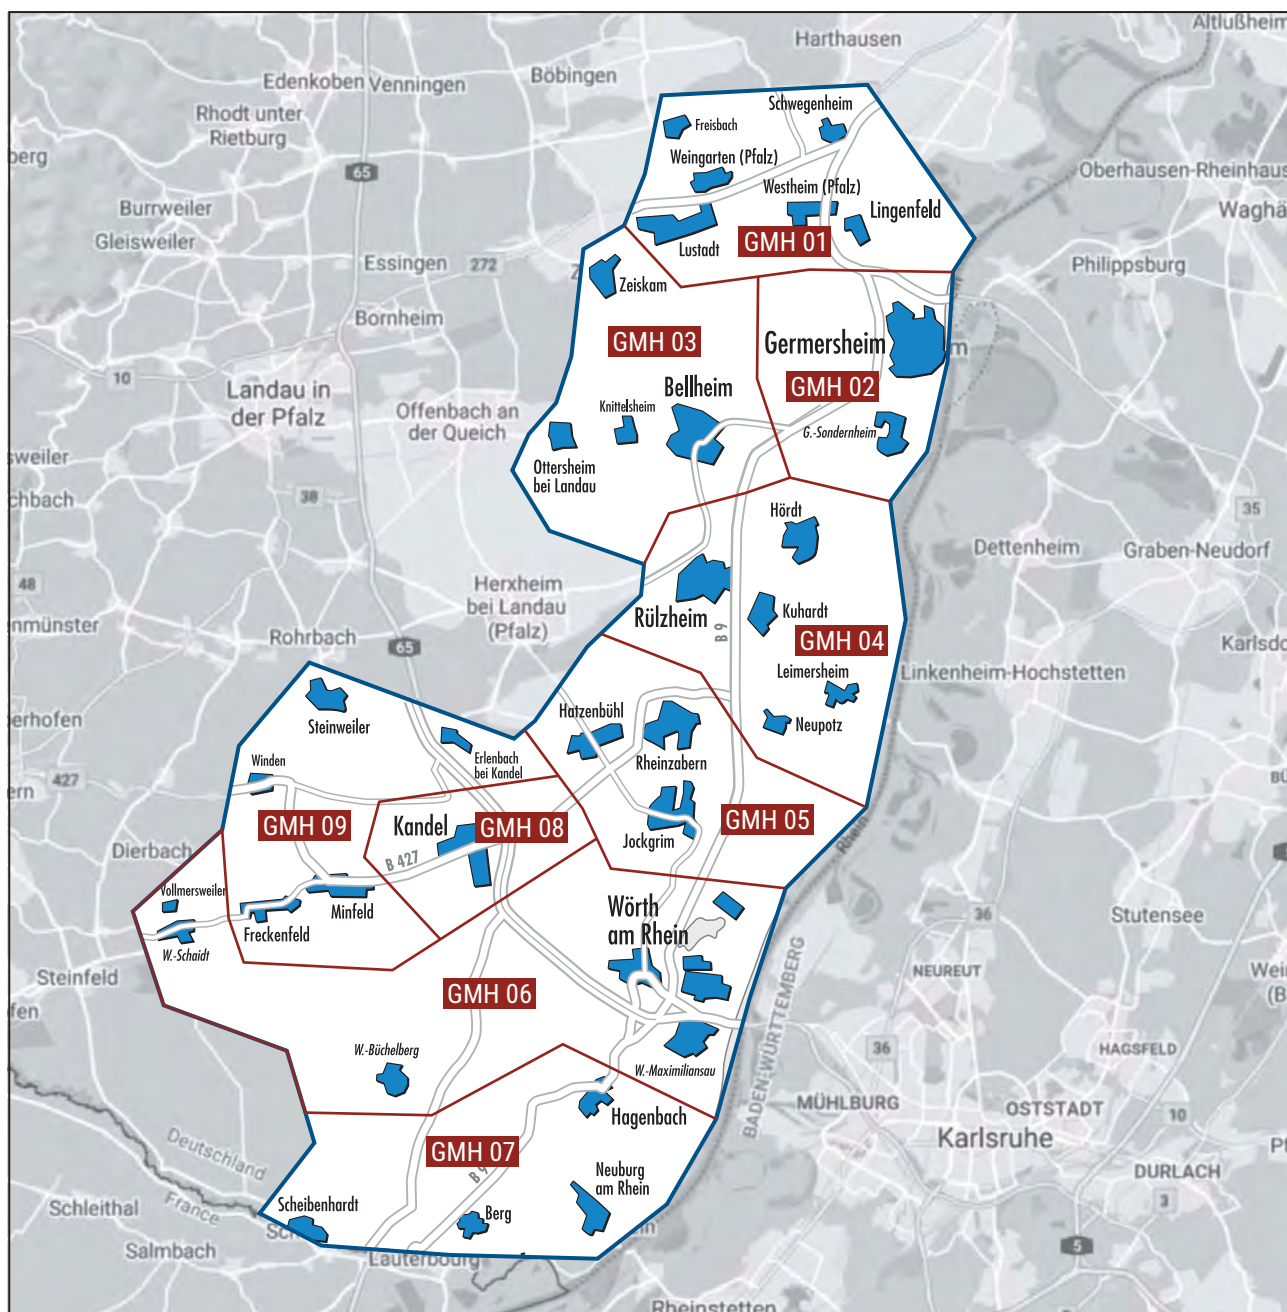 Altlußheim
Harthausen
Böbingen
Edenkoben
Venningen
Schwegenheim
Rhodt unter
Rietburg
Freisbach
berg
65
Weingarten (Pfalz)
Oberhausen-Rheinhaus
Westheim (Pfalz)
Burrweiler
Lingenfeld
Waghä
Gleisweiler
Lustadt
GMH 01
Essingen
272
Zeiskam
Philippsburg
Bornheim
GMH 03
Germersheim
m
10
Landau in
der Pfalz
Bellheim
GMH 02
Offenbach an
der Queich
Knittelsheim
G.-Sondernheim
sweiler
Ottersheim
bei Landau
chbach
38
Hördt
35
Dettenheim
Graben-Neudorf
48
Herxheim
bei Landau
(Pfalz)
Rülzheim
Kuhardt
nmünster
Rohrbach
65
B 9
GMH 04
Karlsdo
Leimersheim
Linkenheim-Hochstetten
Steinweiler
Hatzenbühl
Neupotz
erhofen
Winden
Erlenbach
bei Kandel
Rheinzabern
427
ern
GMH 09
Kandel
GMH 08
GMH 05
Jockgrim
Rhein
Dierbach
B 427
Vollmersweiler
Minfeld
Freckenfeld
Wörth
am Rhein
36
Stutensee
W.-Schaidt
Steinfeld
NEUREUT
Wei
(B
GMH 06
fen
BADEN-WÜRTTEMBERG
W.-Büchelberg
36
HAGSFELD
W.-Maximiliansau
MÜHLBURG
OSTSTADT
10
Hagenbach
Deutschland
GMH 07
Karlsruhe
B 9
Neuburg
am Rhein
DURLACH
3
France
Schleithal
Scheibenhardt
Berg
Salmbach
Lauterbourg
ein
5
Rheinstetten